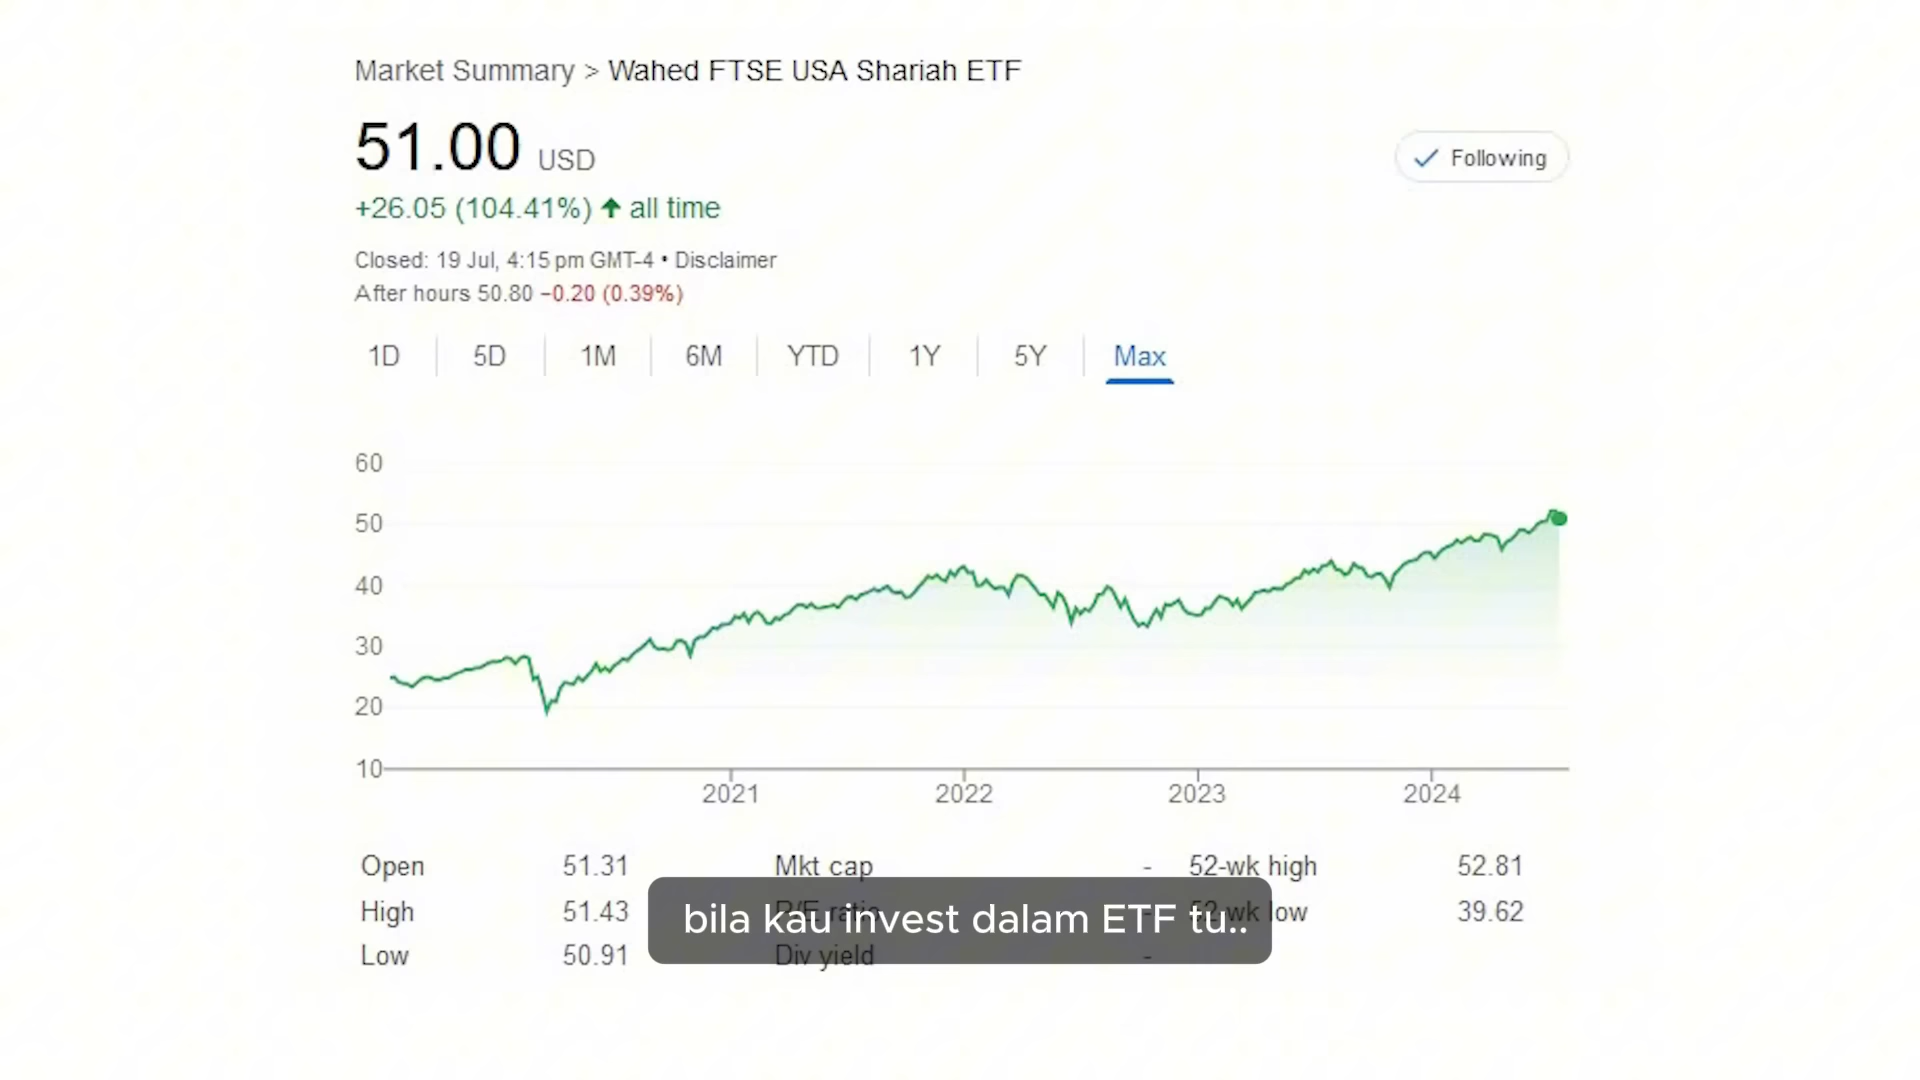 Market Summary > Wahed FTSE USA Shariah ETF
51.00 USD
Following
+26.05 (104.41%) ↑ all time
Closed: 19 Jul, 4:15 pm GMT-4 • Disclaimer
After hours 50.80 −0.20 (0.39%)
1D 5D 1M 6M YTD 1Y 5Y Max
60
50
40
30
20
10
2021 2022 2023 2024
Open 51.31 Mkt cap - 52-wk high 52.81
High 51.43 P/E ratio - 52-wk low 39.62
bila kau invest dalam ETF tu..
Low 50.91 Div yield -